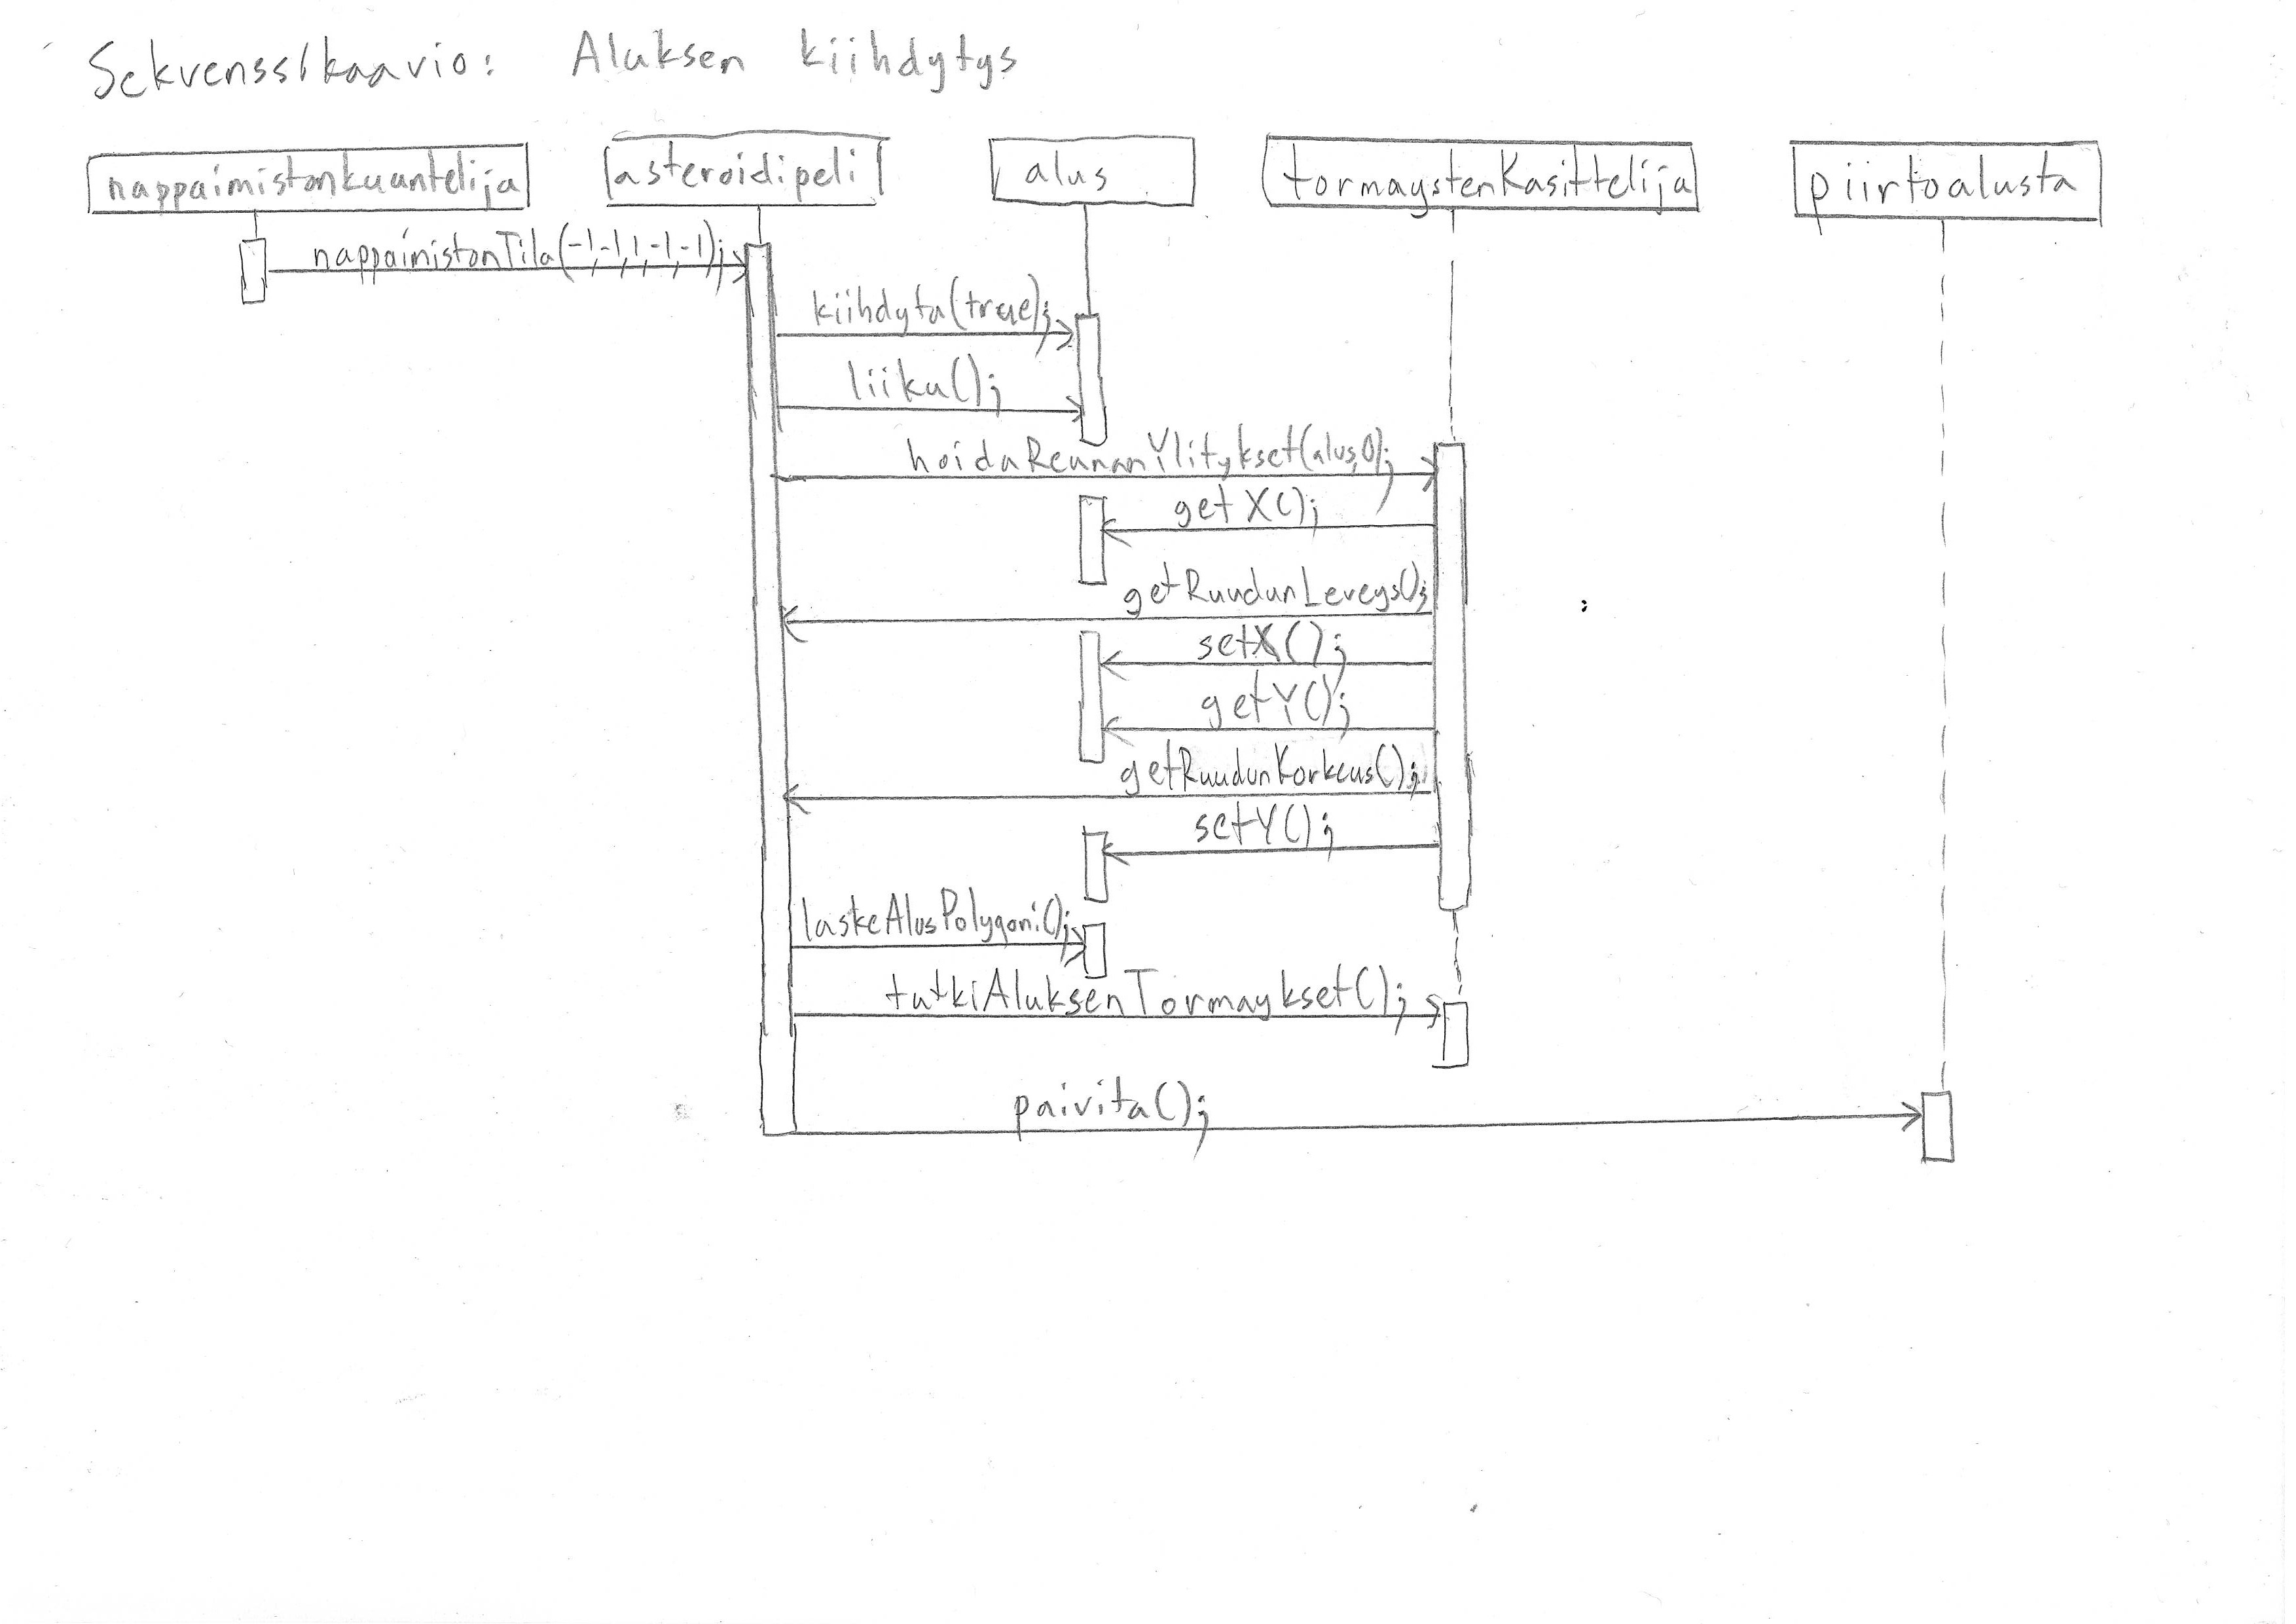 Sekvenssikaavio: Aluksen kiihdytys
nappaimistonkuantelija
asteroidipeli
alus
tormaystenKasittelija
piirtoalusta
nappaimistonTila(-1,-1,1,-1,-1);
kiihdyta(true);
liiku();
hoidaReunanYlitykset(alus,0);
getX();
getRuudunLeveys();
setX();
getY();
getRuudunKorkeus();
setY();
laskeAlusPolygoni();
tutkiAluksenTormaykset();
paivita();